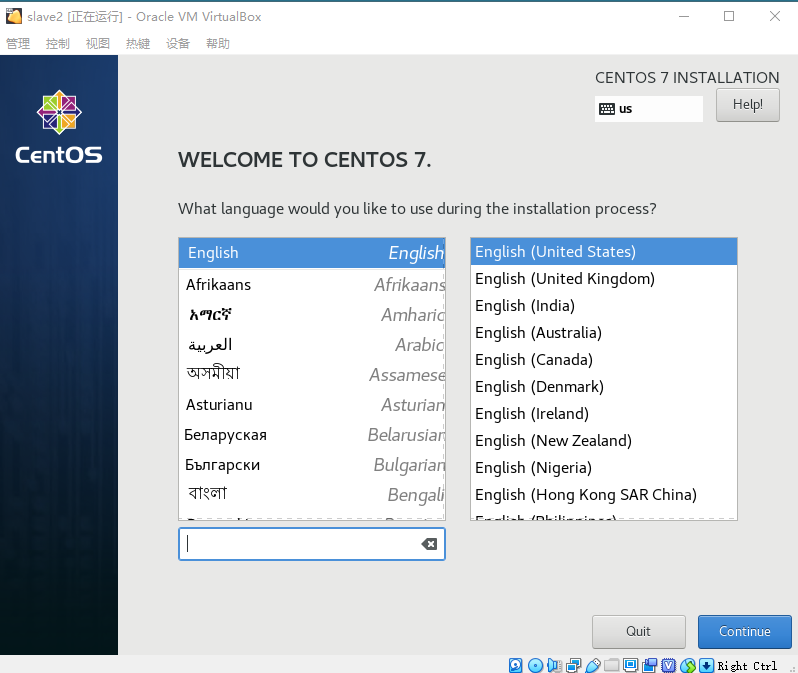 slave2 [正在运行] - Oracle VM VirtualBox
管理 控制 视图 热键 设备 帮助
CentOS
CENTOS 7 INSTALLATION
us
Help!
WELCOME TO CENTOS 7.
What language would you like to use during the installation process?
English English
Afrikaans Afrikaans
አማርኛ Amharic
العربية Arabic
অসমীয়া Assamese
Asturianu Asturian
Беларуская Belarusian
Български Bulgarian
বাংলা Bengali
English (United States)
English (United Kingdom)
English (India)
English (Australia)
English (Canada)
English (Denmark)
English (Ireland)
English (New Zealand)
English (Nigeria)
English (Hong Kong SAR China)
English (Philippines)
Quit
Continue
Right Ctrl